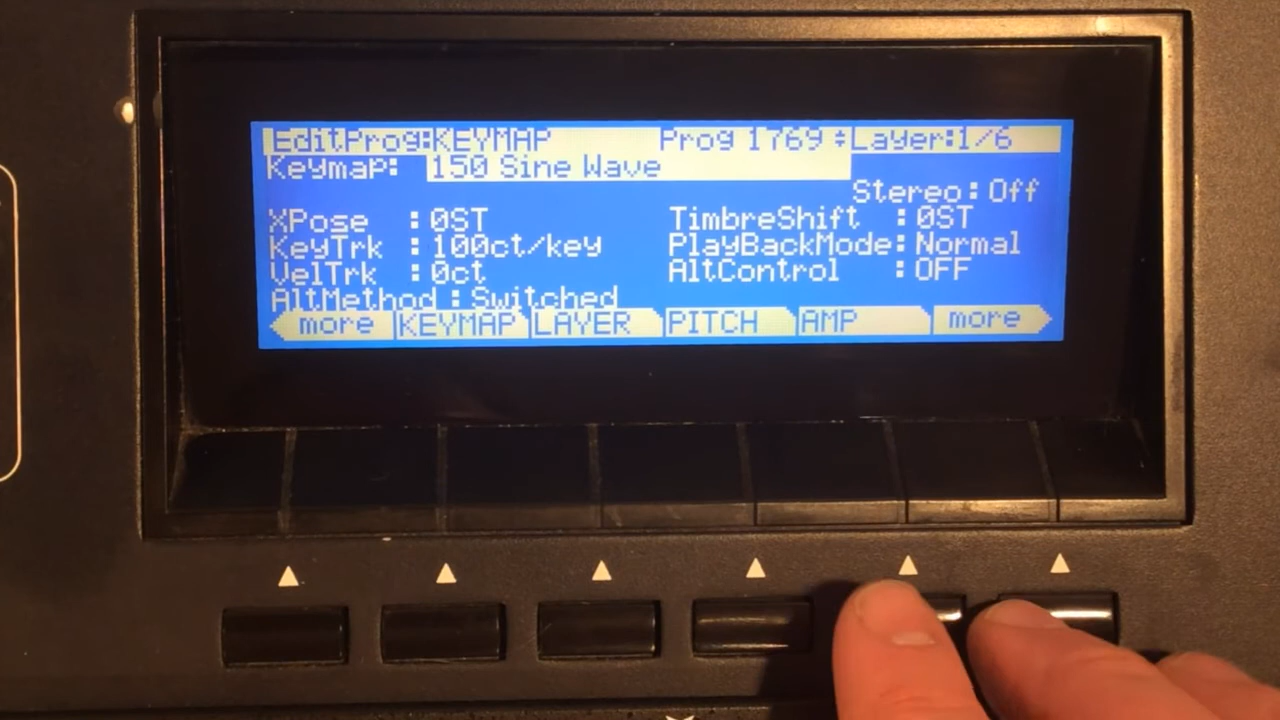 EditProg:KEYMAP Prog 1769 Layer:1/6
Keymap: 150 Sine Wave
Stereo:Off
XPose :0ST TimbreShift :0ST
KeyTrk :100ct/key PlayBackMode:Normal
VelTrk :0ct AltControl :OFF
AltMethod :Switched
more KEYMAP LAYER PITCH AMP more